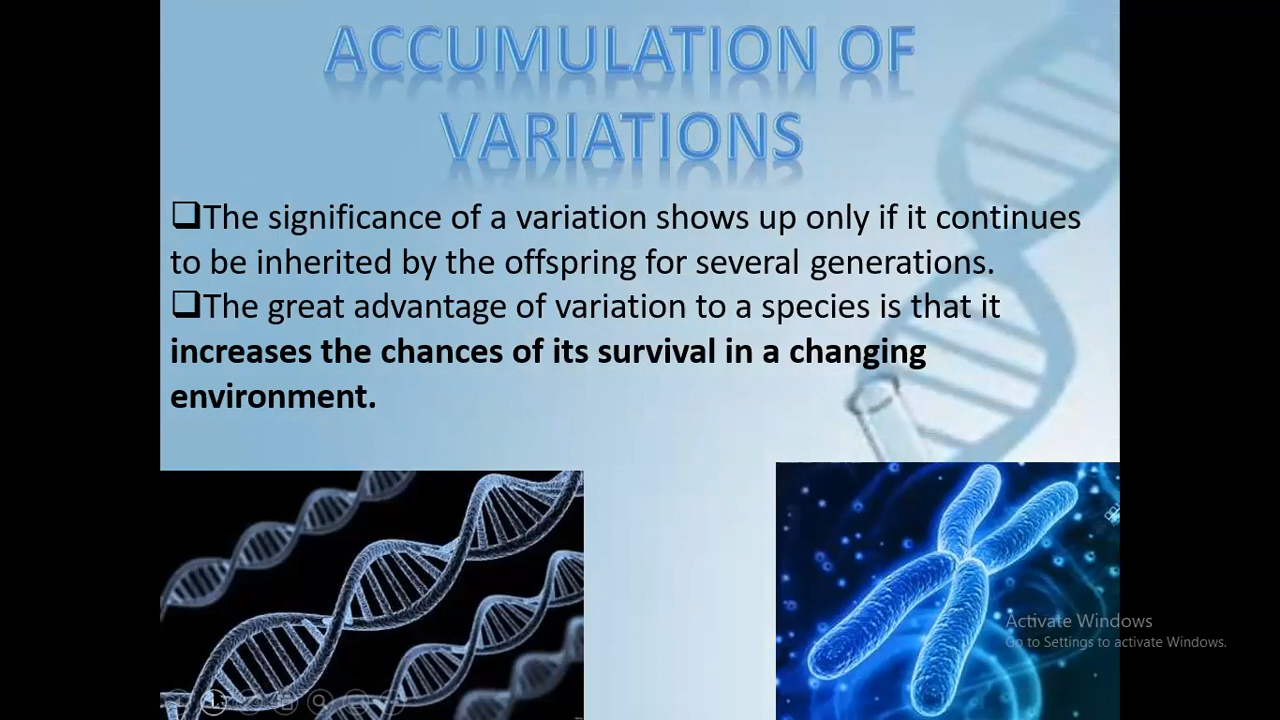 ACCUMULATION OF
VARIATIONS
❑The significance of a variation shows up only if it continues
to be inherited by the offspring for several generations.
❑The great advantage of variation to a species is that it
increases the chances of its survival in a changing
environment.
Activate Windows
Go to Settings to activate Windows.